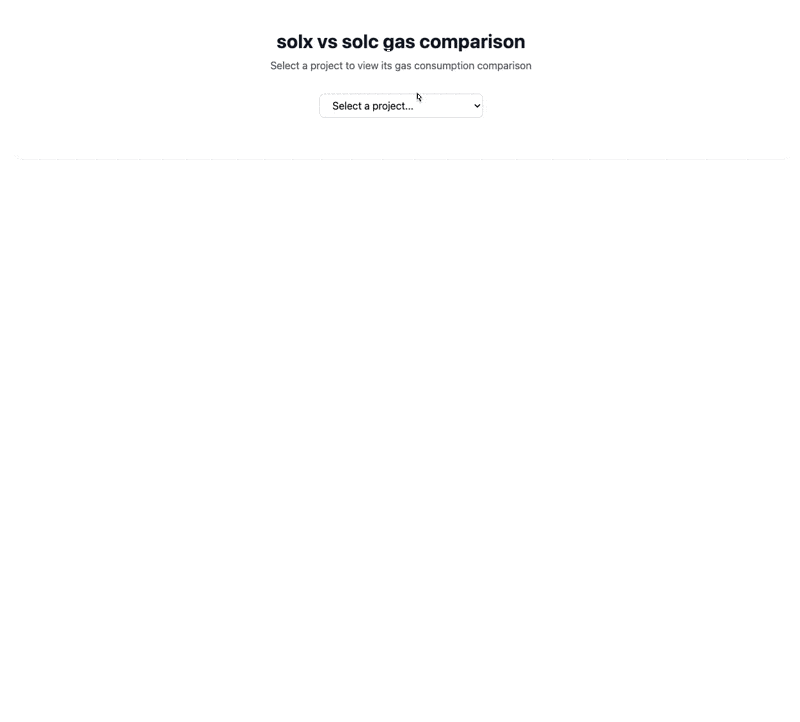 solx vs solc gas comparison
Select a project to view its gas consumption comparison
Select a project...